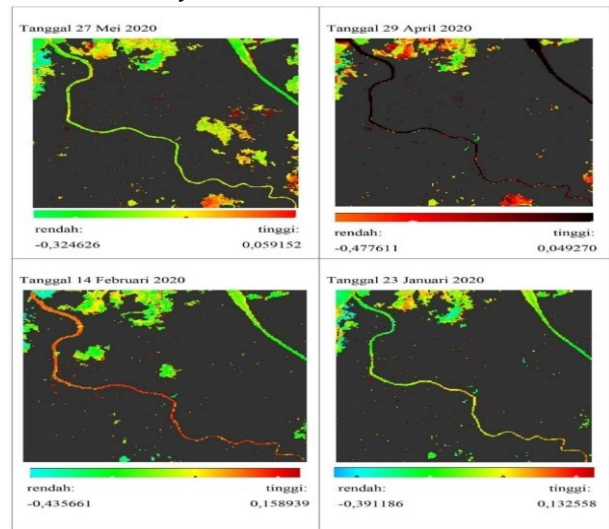 Tanggal 27 Mei 2020
rendah: tinggi:
-0,324626 0,059152
Tanggal 29 April 2020
rendah: tinggi:
-0,477611 0,049270
Tanggal 14 Februari 2020
rendah: tinggi:
-0,435661 0,158939
Tanggal 23 Januari 2020
rendah: tinggi:
-0,391186 0,132558